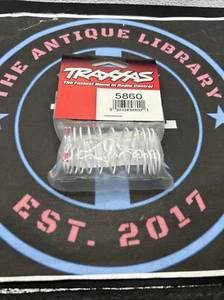 THE ANTIQUE LIBRARY
TRAXXAS
The Fastest Name in Radio Control
5860
EST. 2017